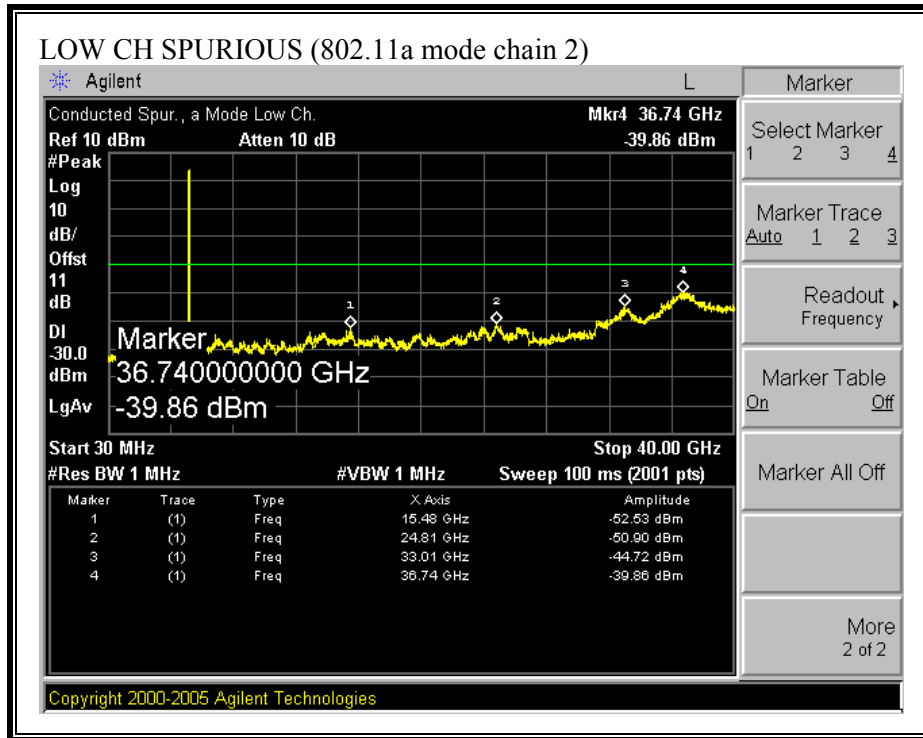 LOW CH SPURIOUS (802.11a mode chain 2)
Agilent L
Conducted Spur., a Mode Low Ch. Mkr4 36.74 GHz
Ref 10 dBm Atten 10 dB -39.86 dBm
#Peak
Log
10
dB/
Offst
11
dB
DI
-30.0
dBm
LgAv
1
2
3
4
Marker
36.740000000 GHz
-39.86 dBm
Start 30 MHz Stop 40.00 GHz
#Res BW 1 MHz #VBW 1 MHz Sweep 100 ms (2001 pts)
Marker Trace Type X Axis Amplitude
1 (1) Freq 15.48 GHz -52.53 dBm
2 (1) Freq 24.81 GHz -50.90 dBm
3 (1) Freq 33.01 GHz -44.72 dBm
4 (1) Freq 36.74 GHz -39.86 dBm
Copyright 2000-2005 Agilent Technologies
Marker
Select Marker
1 2 3 4
Marker Trace
Auto 1 2 3
Readout
Frequency
Marker Table
On Off
Marker All Off
More
2 of 2